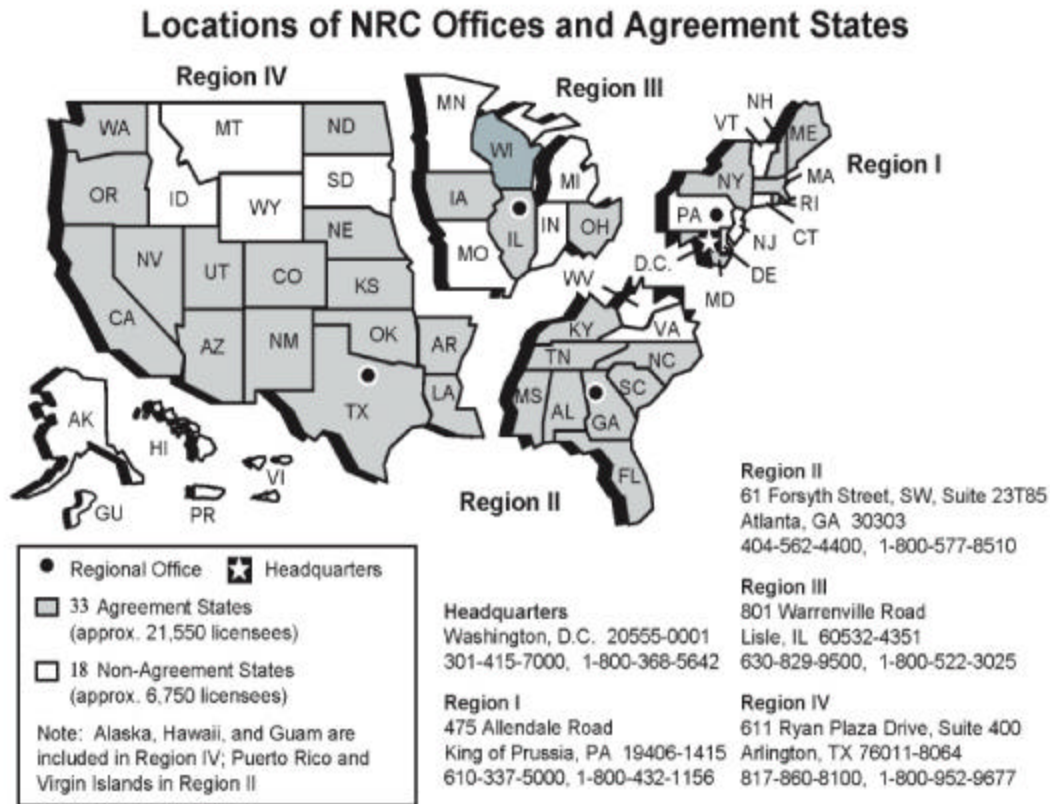 Locations of NRC Offices and Agreement States
Region IV
Region III
Region I
Region II
WA
MT
ND
OR
ID
SD
WY
NE
NV
UT
CO
KS
CA
AZ
NM
OK
AR
TX
LA
AK
HI
GU
PR
VI
MN
WI
MI
IA
IL
IN
OH
MO
NH
VT
ME
NY
MA
RI
CT
PA
NJ
DE
D.C.
MD
WV
VA
KY
TN
NC
SC
MS
AL
GA
FL
Regional Office Headquarters
33 Agreement States
(approx. 21,550 licensees)
18 Non-Agreement States
(approx. 6,750 licensees)
Note: Alaska, Hawaii, and Guam are
included in Region IV; Puerto Rico and
Virgin Islands in Region II
Headquarters
Washington, D.C. 20555-0001
301-415-7000, 1-800-368-5642
Region I
475 Allendale Road
King of Prussia, PA 19406-1415
610-337-5000, 1-800-432-1156
Region II
61 Forsyth Street, SW, Suite 23T85
Atlanta, GA 30303
404-562-4400, 1-800-577-8510
Region III
801 Warrenville Road
Lisle, IL 60532-4351
630-829-9500, 1-800-522-3025
Region IV
611 Ryan Plaza Drive, Suite 400
Arlington, TX 76011-8064
817-860-8100, 1-800-952-9677